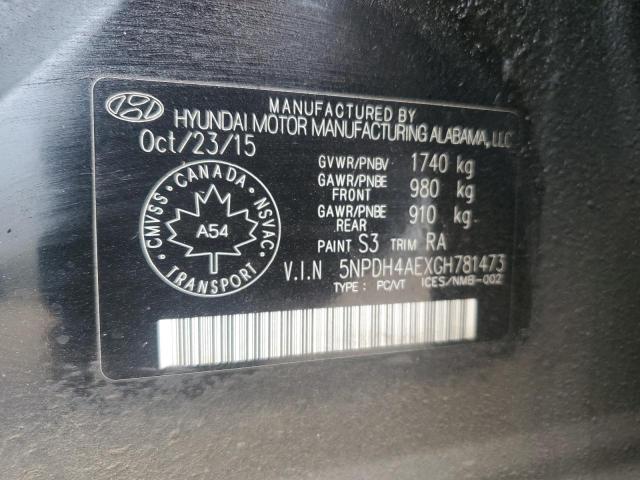 MANUFACTURED BY
HYUNDAI MOTOR MANUFACTURING ALABAMA, LLC
Oct/23/15
GVWR/PNBV 1740 kg
GAWR/PNBE FRONT 980 kg
GAWR/PNBE REAR 910 kg
PAINT S3 TRIM RA
V.I.N 5NPDH4AEXGH781473
TYPE : PC/VT ICES/NMB-002
CANADA
CMVSS
NSVAC
TRANSPORT
A54